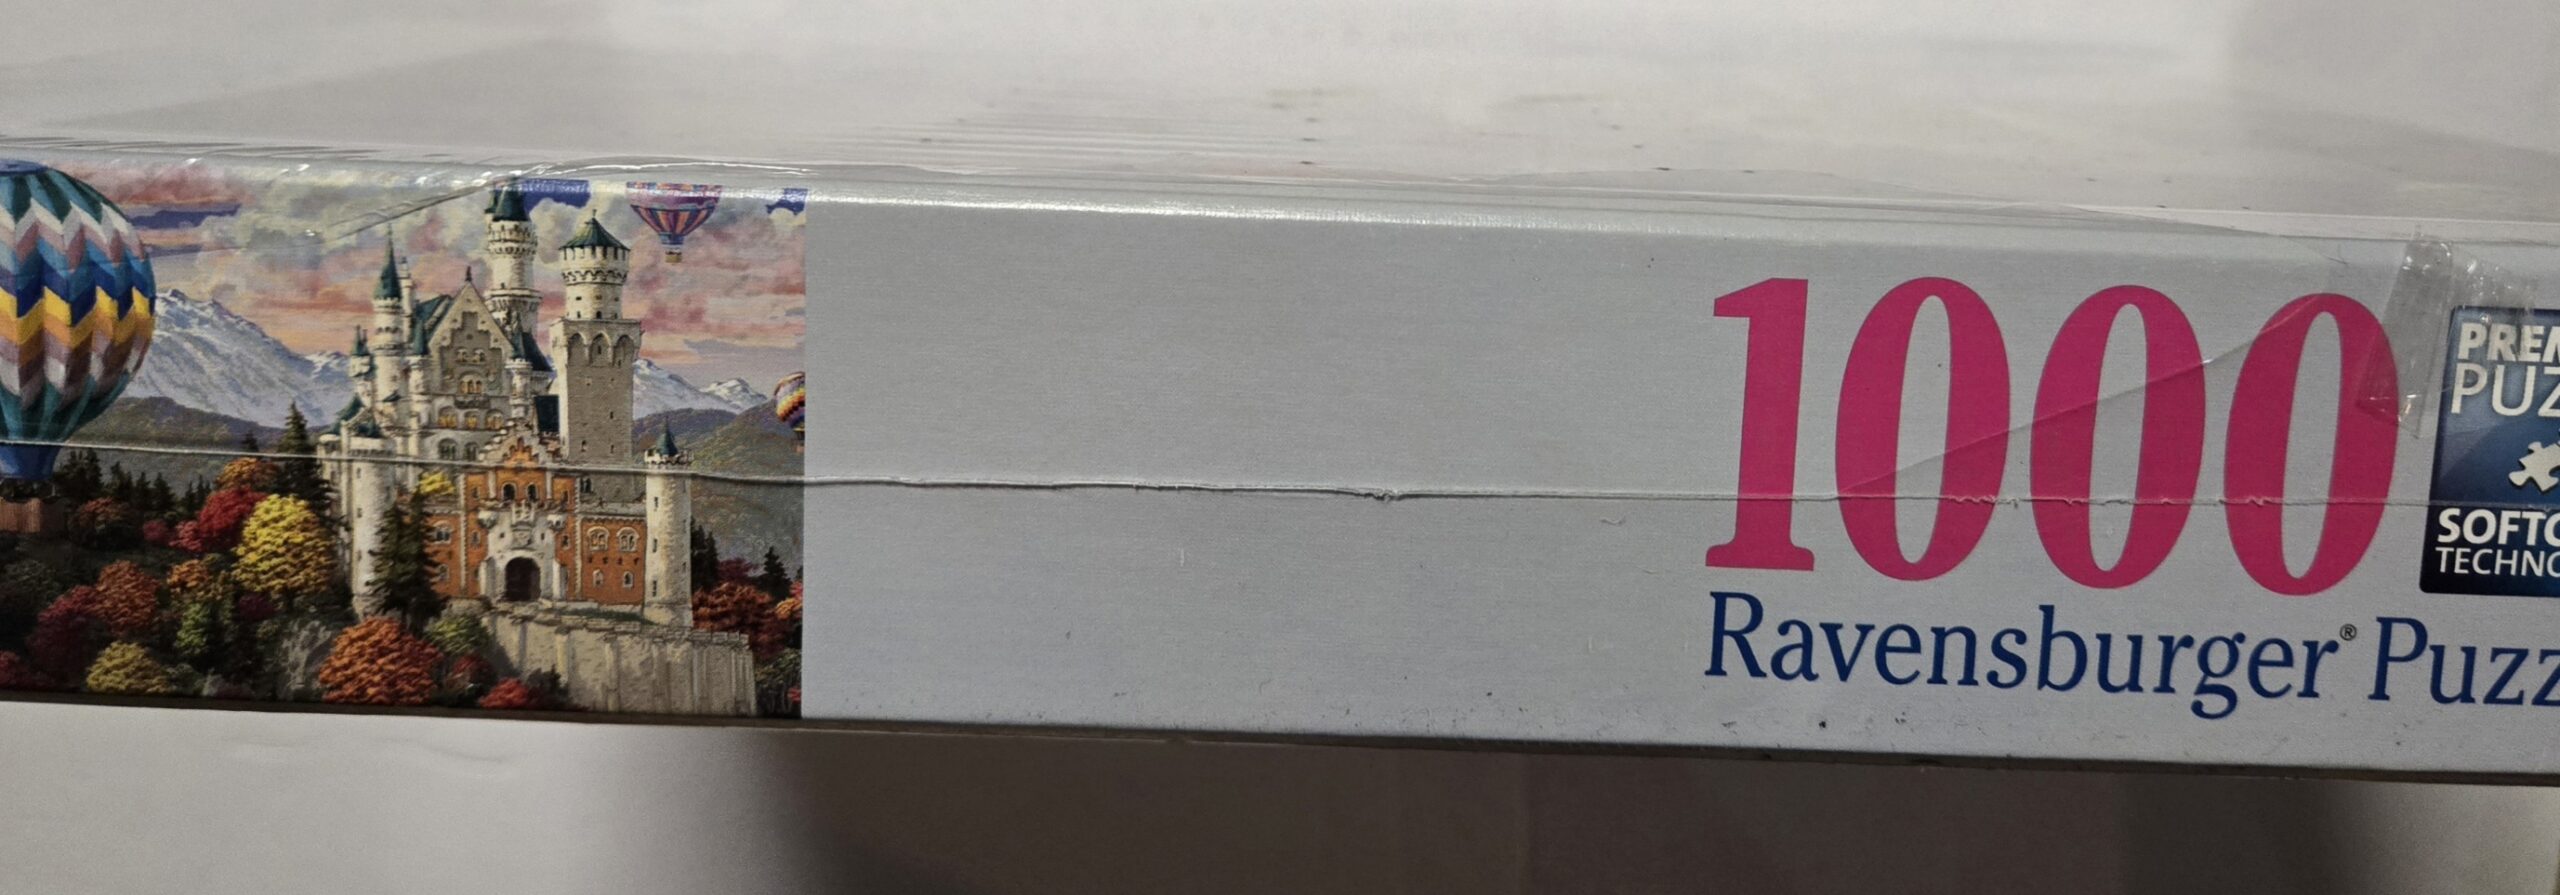 1000
Ravensburger® Puzz
PREM
PUZ
SOFTC
TECHNO